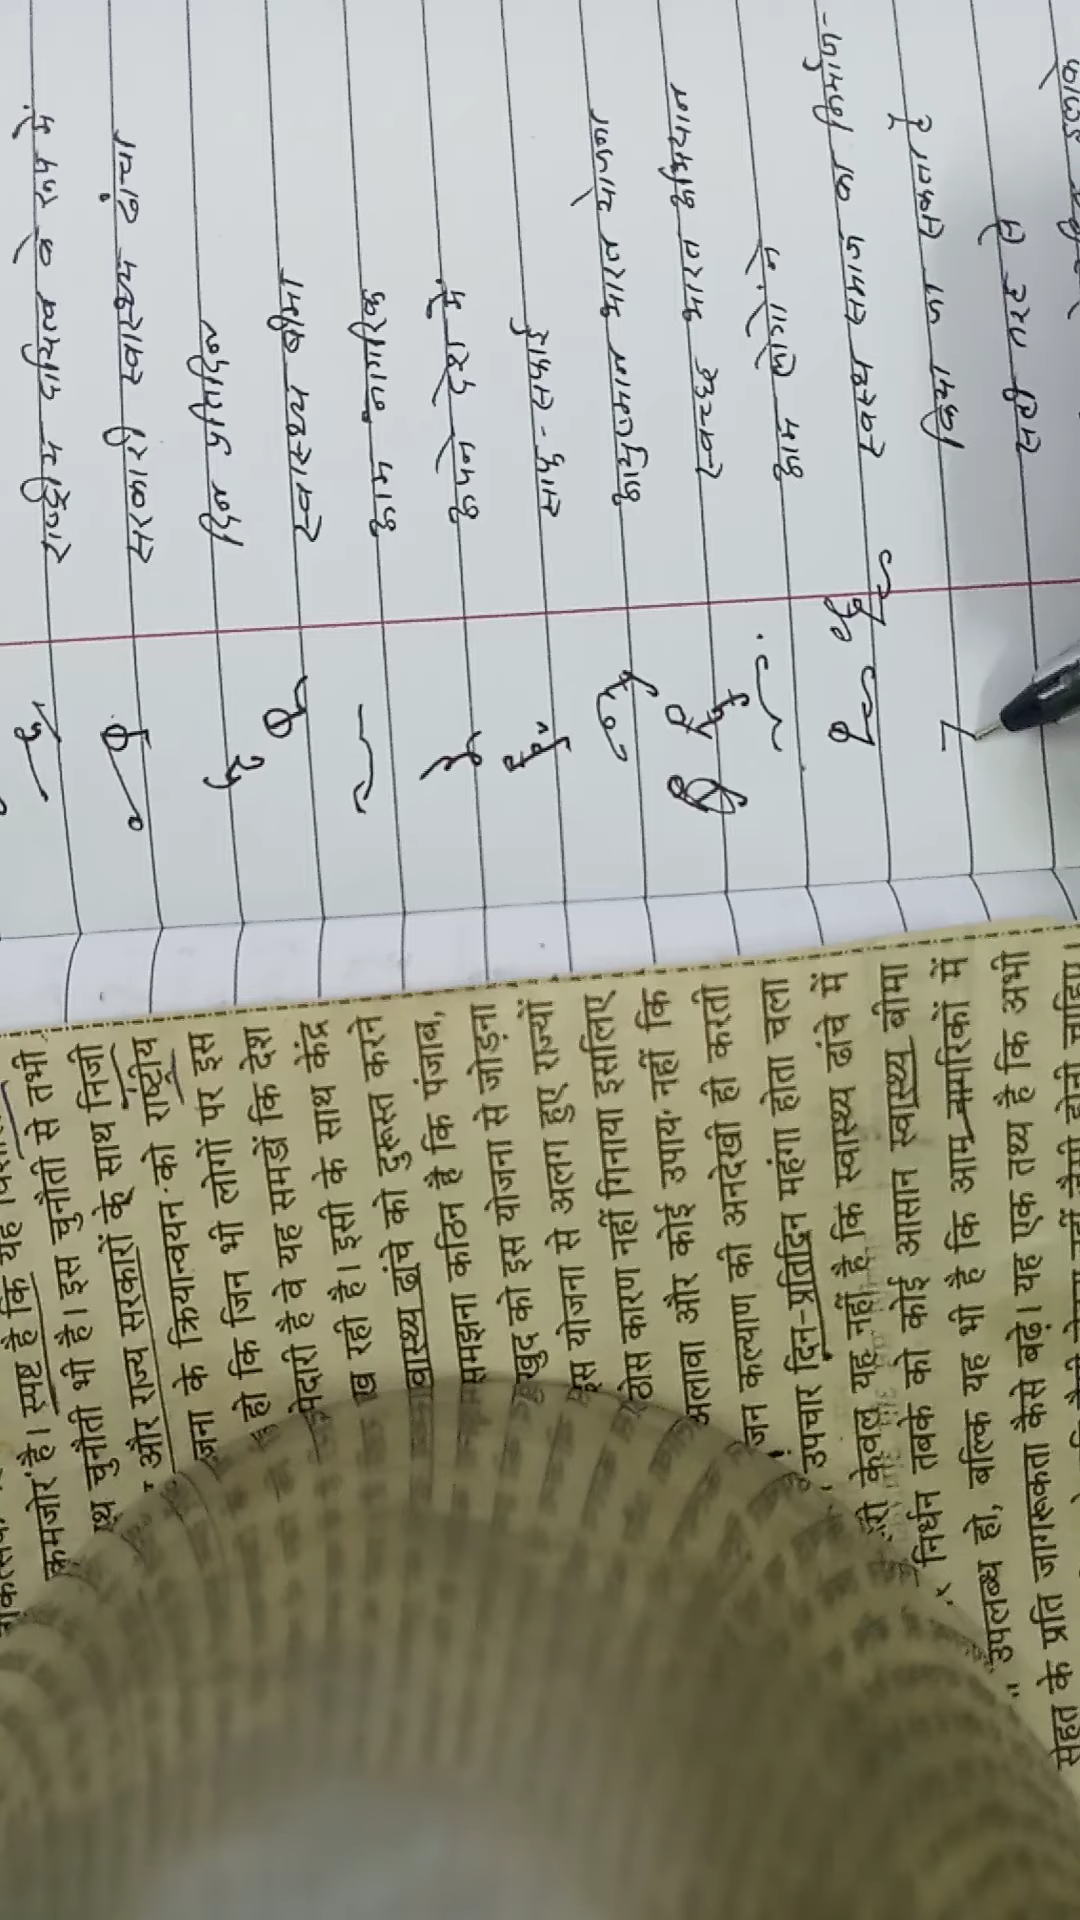 राष्ट्रीय दायित्व के रूप में
सरकारी स्वास्थ्य ढांचा
दिन प्रतिदिन
स्वास्थ्य बीमा
आम नागरिक
अपने देश में
साफ-सफाई
आयुष्मान भारत योजना
स्वच्छ भारत अभियान
आम लोगों ने
स्वस्थ समाज का निर्माण-
किया जा सकता है
सही तरह से
कमजोर है। स्पष्ट है कि यह
चुनौती भी है। इस चुनौती से तभी
और राज्य सरकारों के साथ निजी
के क्रियान्वयन को राष्ट्रीय
हो कि जिन भी लोगों पर इस
है वे यह समझें कि देश
रही है। इसी के साथ केंद्र
ढांचे को दुरूस्त करने
समझना कठिन है कि पंजाब,
खुद को इस योजना से जोड़ना
इस योजना से अलग हुए राज्यों
ठोस कारण नहीं गिनाया इसलिए
अलावा और कोई उपाय नहीं कि
जन कल्याण की अनदेखी ही करती
उपचार दिन-प्रतिदिन महंगा होता चला
केवल यह नहीं है कि स्वास्थ्य ढांचे में
निर्धन तबके को कोई आसान स्वास्थ्य बीमा
उपलब्ध हो, बल्कि यह भी है कि आम नागरिकों में
सेहत के प्रति जागरूकता कैसे बढ़े। यह एक तथ्य है कि अभी